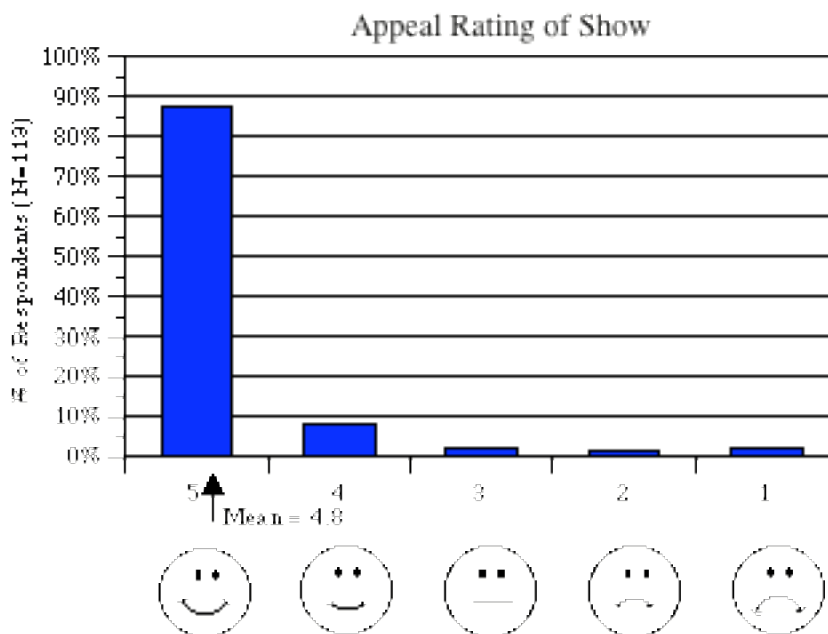 Appeal Rating of Show
100%
90%
80%
70%
60%
50%
40%
30%
20%
10%
0%
# of Respondents (N=119)
5 4 3 2 1
Mean = 4.8